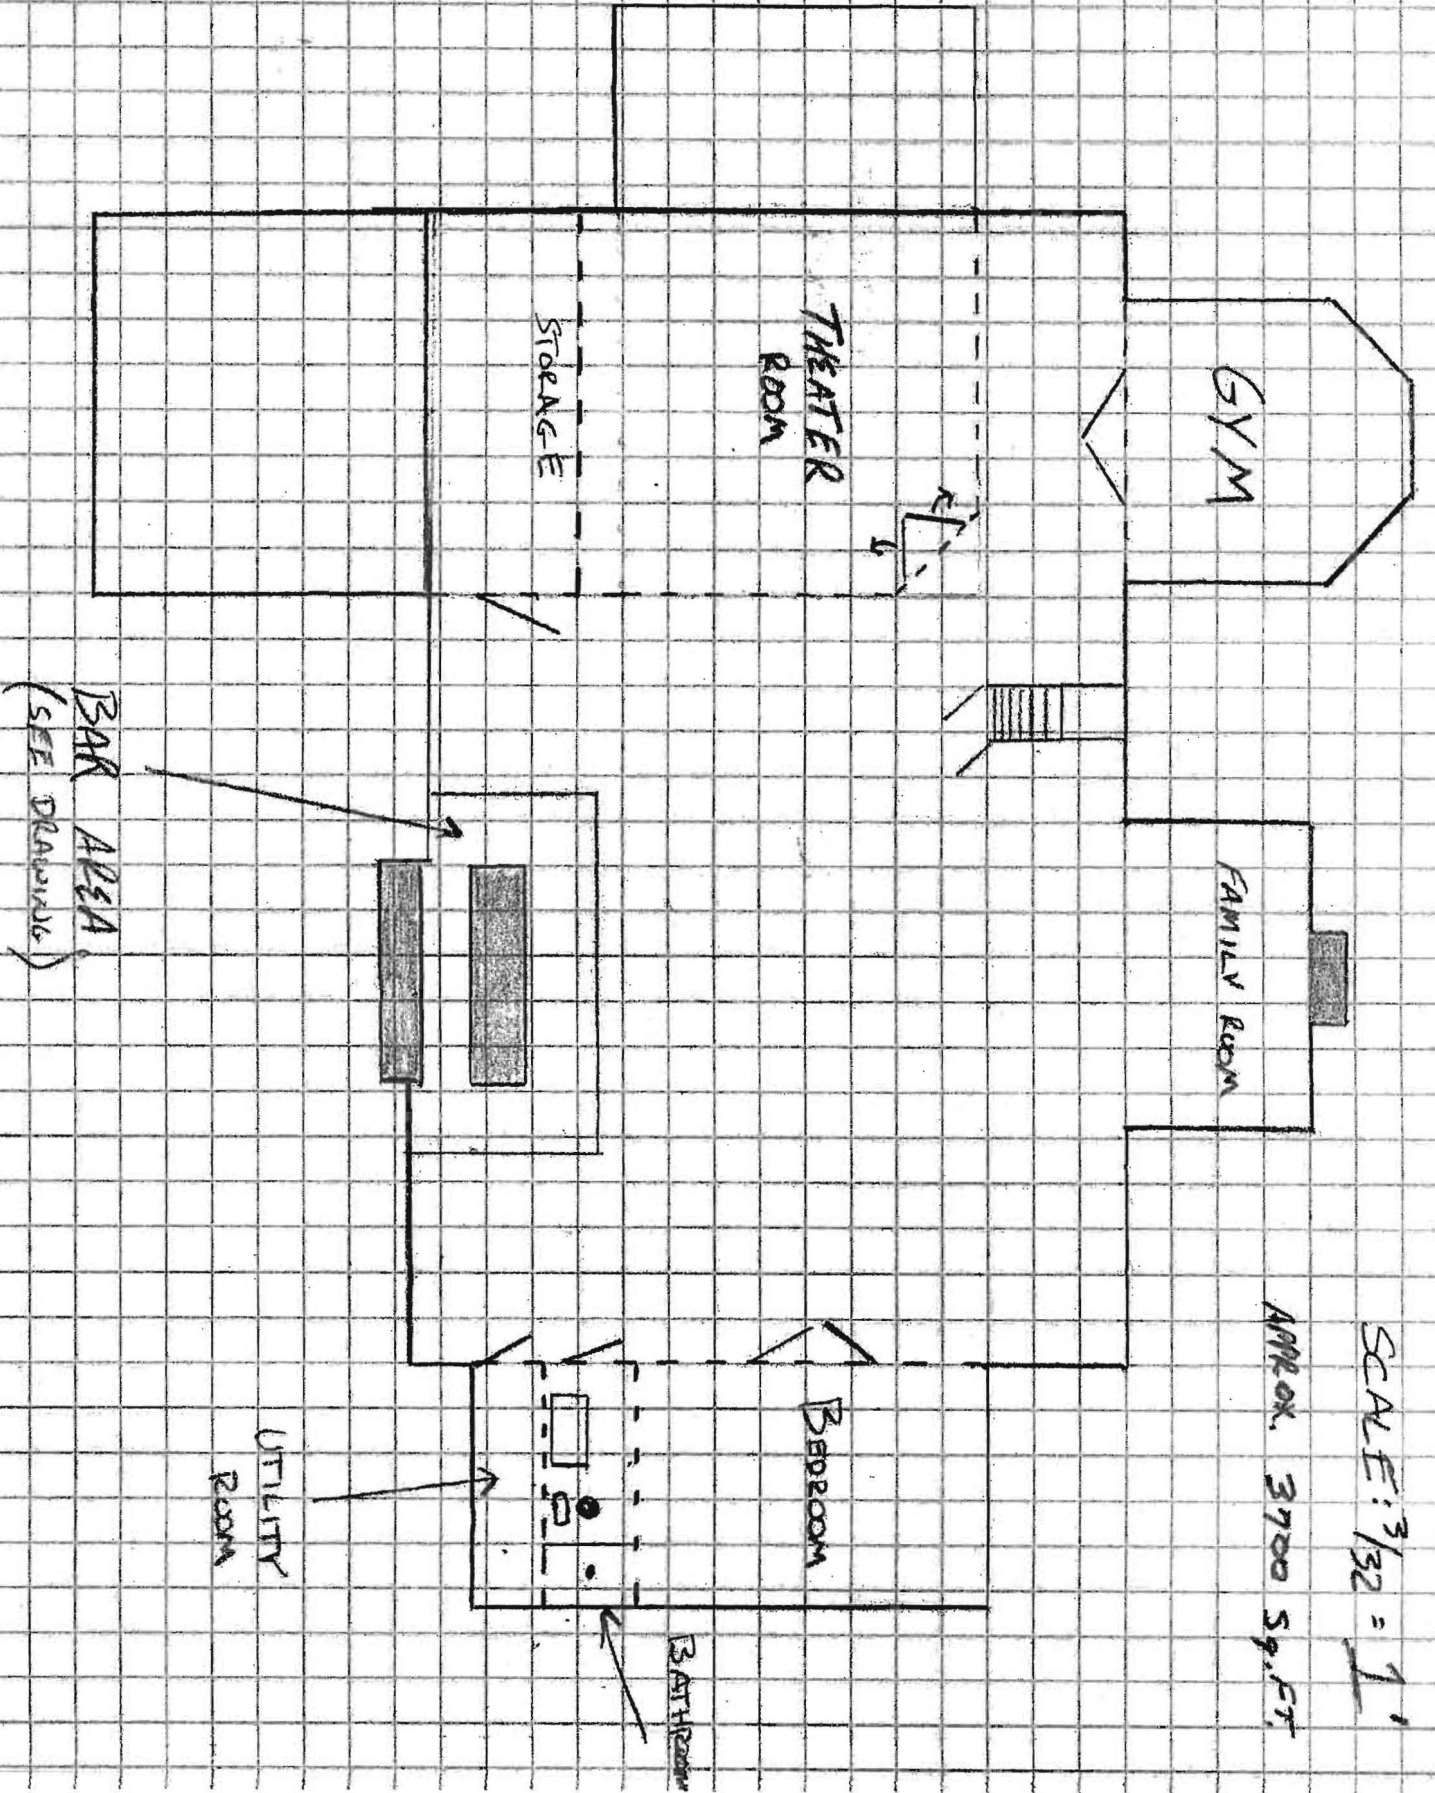 SCALE: 3/32 = 1'
APPROX. 3700 Sq. FT.
GYM
FAMILY ROOM
THEATER
ROOM
STORAGE
BEDROOM
BATHROOM
UTILITY
ROOM
BAR AREA
(SEE DRAWING)